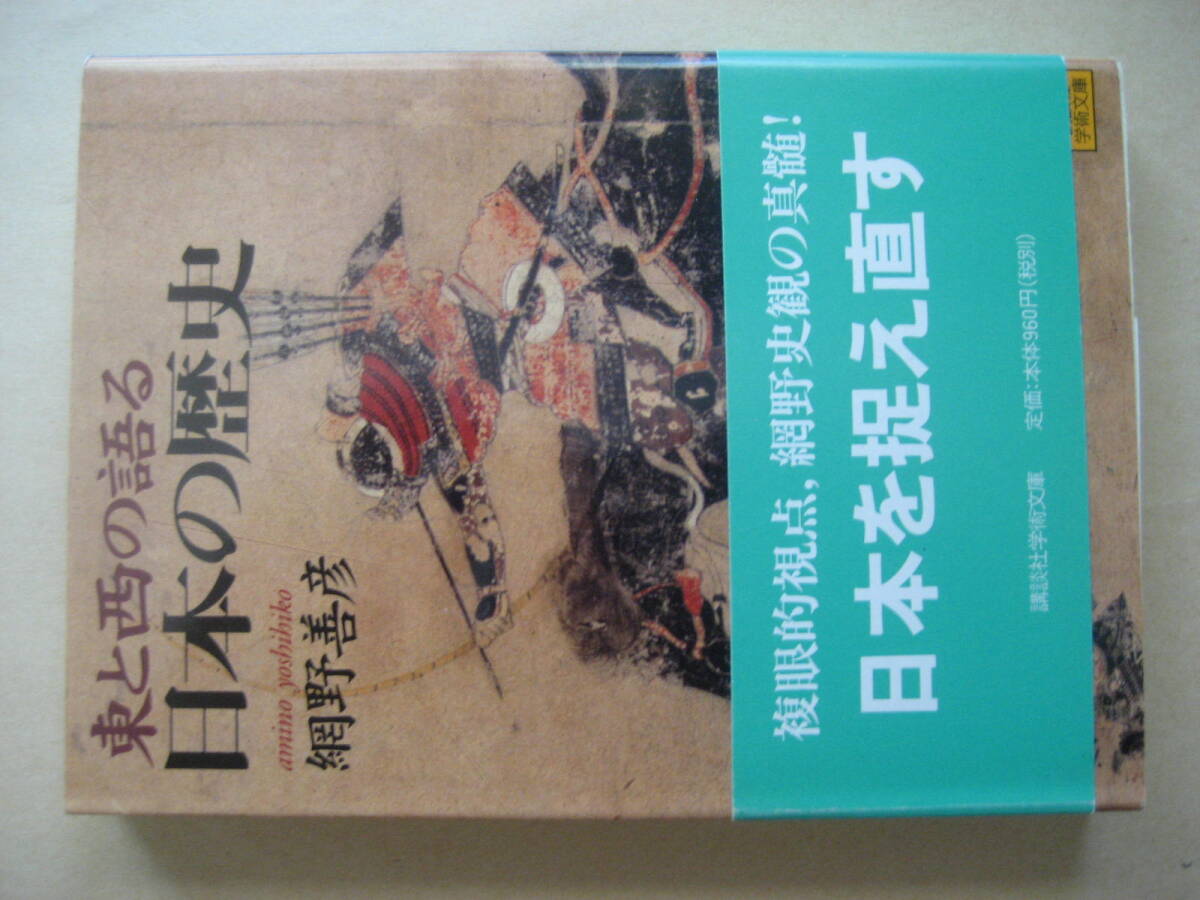 東と西の語る
日本の歴史
amino yoshihiko
網野善彦
複眼的視点，網野史観の真髄！
日本を捉え直す
講談社学術文庫 定価：本体960円（税別）
学術文庫